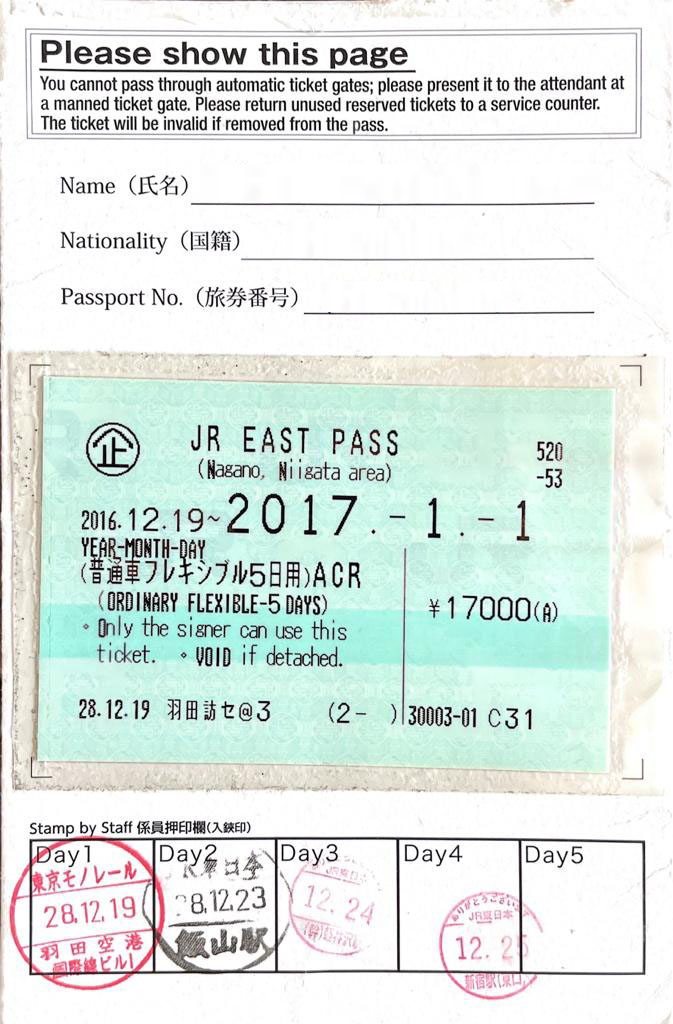 Please show this page
You cannot pass through automatic ticket gates; please present it to the attendant at
a manned ticket gate. Please return unused reserved tickets to a service counter.
The ticket will be invalid if removed from the pass.
Name（氏名）
Nationality（国籍）
Passport No.（旅券番号）
企
JR EAST PASS
(Nagano, Niigata area)
520
-53
2016.12.19~2017.-1.-1
YEAR-MONTH-DAY
(普通車フレキシブル5日用)ACR
(ORDINARY FLEXIBLE-5 DAYS)
¥17000(A)
◦ Only the signer can use this
ticket. ◦ VOID if detached.
28.12.19 羽田訪セ@3 (2- ) 30003-01 C31
Stamp by Staff 係員押印欄(入鋏印)
Day1 Day2 Day3 Day4 Day5
東京モノレール
28.12.19
羽田空港
国際線ビル1
JR東日本
28.12.23
飯山駅
JR東日本
12.24
ありがとうございます
JR東日本
12.25
新宿駅(東口)